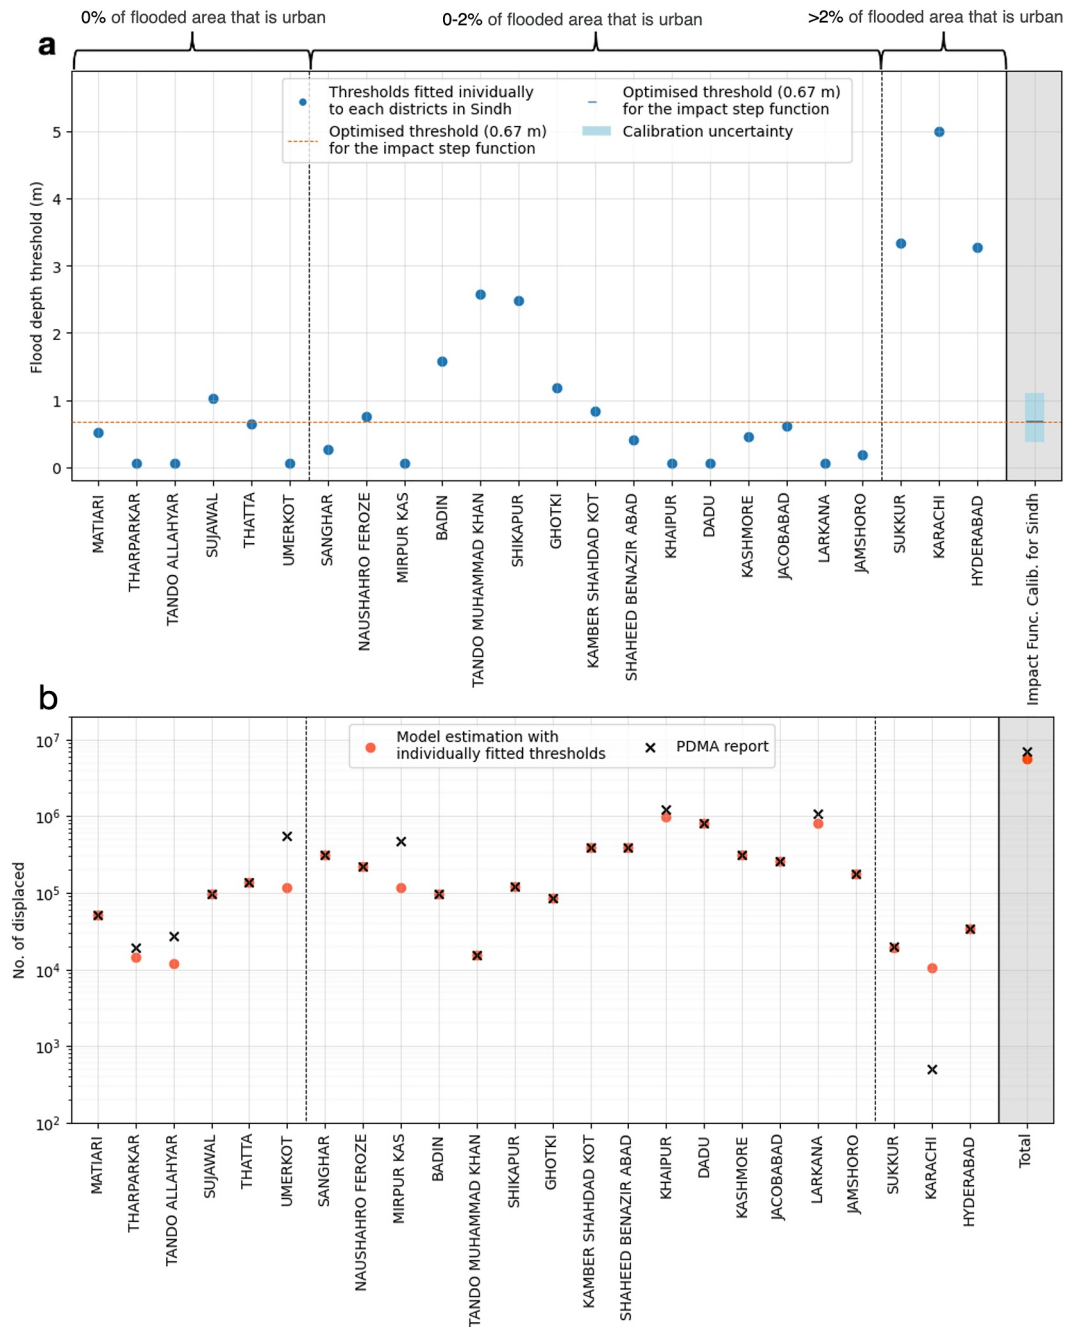 0% of flooded area that is urban
0-2% of flooded area that is urban
>2% of flooded area that is urban
a
Thresholds fitted inividually
to each districts in Sindh
Optimised threshold (0.67 m)
for the impact step function
Optimised threshold (0.67 m)
for the impact step function
Calibration uncertainty
Flood depth threshold (m)
5
4
3
2
1
0
MATIARI
THARPARKAR
TANDO ALLAHYAR
SUJAWAL
THATTA
UMERKOT
SANGHAR
NAUSHAHRO FEROZE
MIRPUR KAS
BADIN
TANDO MUHAMMAD KHAN
SHIKAPUR
GHOTKI
KAMBER SHAHDAD KOT
SHAHEED BENAZIR ABAD
KHAIPUR
DADU
KASHMORE
JACOBABAD
LARKANA
JAMSHORO
SUKKUR
KARACHI
HYDERABAD
Impact Func. Calib. for Sindh
b
Model estimation with
individually fitted thresholds
PDMA report
No. of displaced
10⁷
10⁶
10⁵
10⁴
10³
10²
MATIARI
THARPARKAR
TANDO ALLAHYAR
SUJAWAL
THATTA
UMERKOT
SANGHAR
NAUSHAHRO FEROZE
MIRPUR KAS
BADIN
TANDO MUHAMMAD KHAN
SHIKAPUR
GHOTKI
KAMBER SHAHDAD KOT
SHAHEED BENAZIR ABAD
KHAIPUR
DADU
KASHMORE
JACOBABAD
LARKANA
JAMSHORO
SUKKUR
KARACHI
HYDERABAD
Total